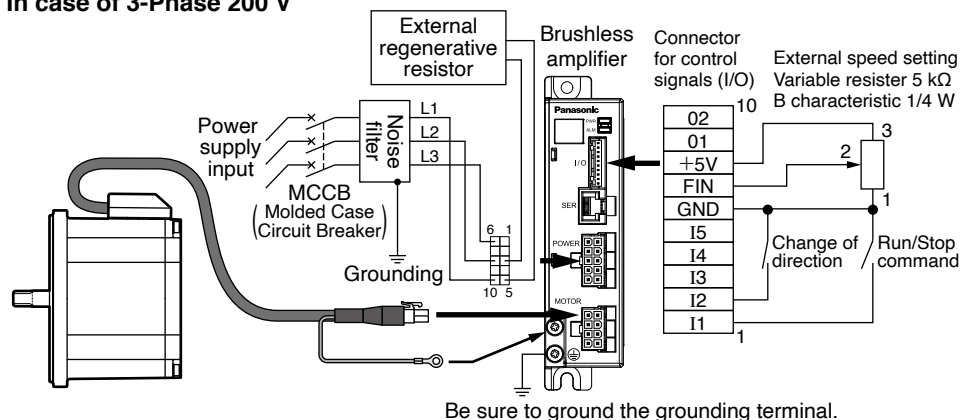 In case of 3-Phase 200 V
External
regenerative
resistor
Brushless
amplifier
Connector
for control
signals (I/O)
External speed setting
Variable resister 5 kΩ
B characteristic 1/4 W
Power
supply
input
Noise
filter
L1
L2
L3
MCCB
(Molded Case
Circuit Breaker)
Grounding
6 1
10 5
Panasonic
PWR
ALM
I/O
SER
POWER
MOTOR
10
02
01
+5V
FIN
GND
I5
I4
I3
I2
I1
1
3
2
1
Change of
direction
Run/Stop
command
Be sure to ground the grounding terminal.